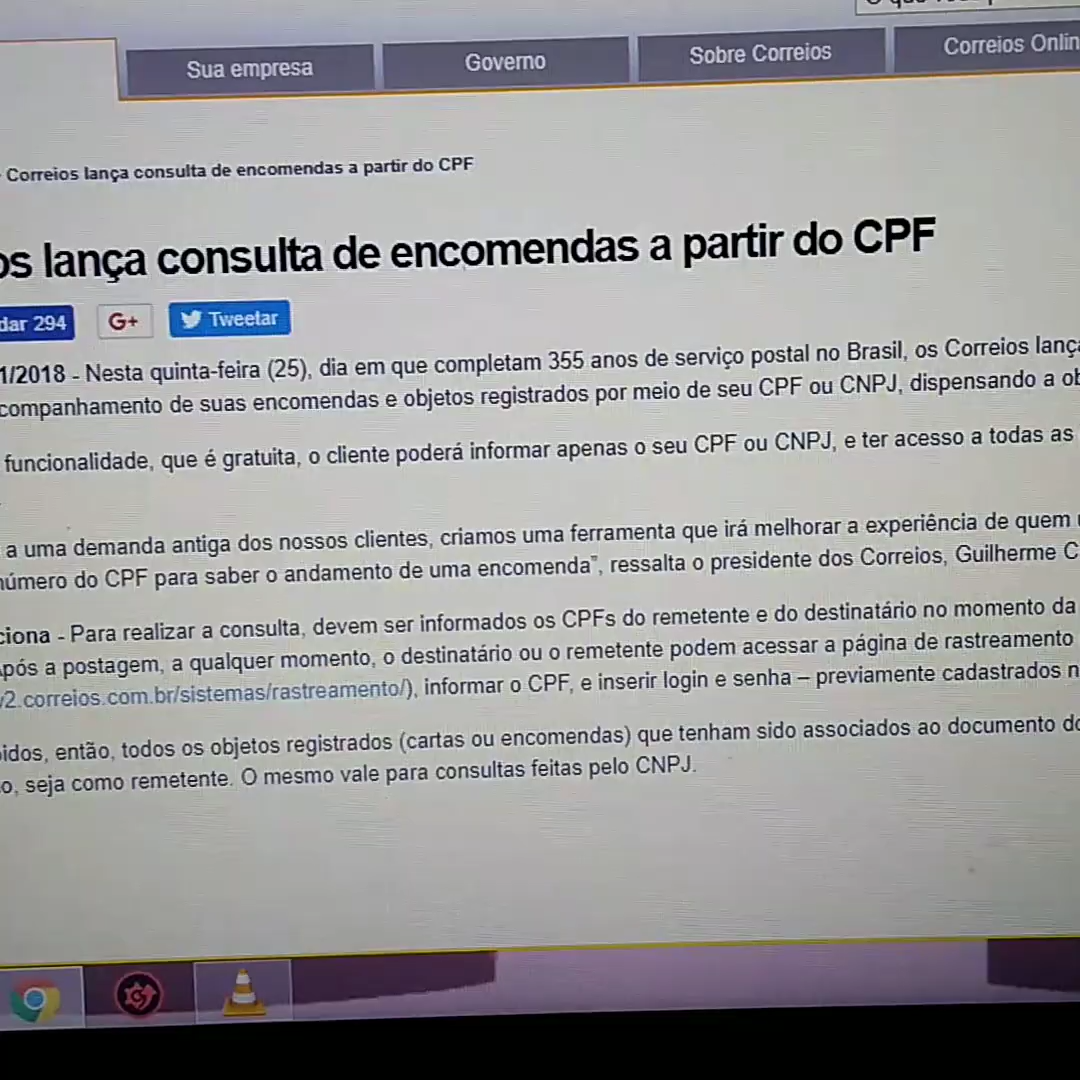 Sua empresa
Governo
Sobre Correios
Correios Onlin
Correios lança consulta de encomendas a partir do CPF
os lança consulta de encomendas a partir do CPF
dar 294
G+
Tweetar
1/2018 - Nesta quinta-feira (25), dia em que completam 355 anos de serviço postal no Brasil, os Correios lança
companhamento de suas encomendas e objetos registrados por meio de seu CPF ou CNPJ, dispensando a ob
funcionalidade, que é gratuita, o cliente poderá informar apenas o seu CPF ou CNPJ, e ter acesso a todas as
a uma demanda antiga dos nossos clientes, criamos uma ferramenta que irá melhorar a experiência de quem
número do CPF para saber o andamento de uma encomenda", ressalta o presidente dos Correios, Guilherme C
ciona - Para realizar a consulta, devem ser informados os CPFs do remetente e do destinatário no momento da
Após a postagem, a qualquer momento, o destinatário ou o remetente podem acessar a página de rastreamento
2.correios.com.br/sistemas/rastreamento/), informar o CPF, e inserir login e senha – previamente cadastrados n
bidos, então, todos os objetos registrados (cartas ou encomendas) que tenham sido associados ao documento do
o, seja como remetente. O mesmo vale para consultas feitas pelo CNPJ.